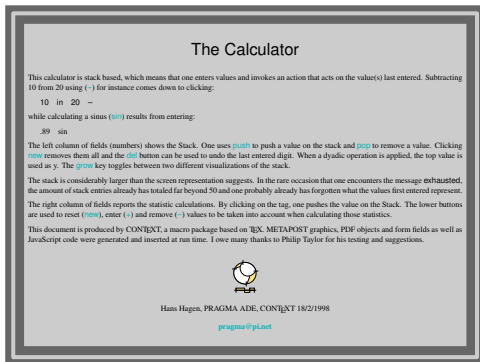 The Calculator
This calculator is stack based, which means that one enters values and invokes an action that acts on the value(s) last entered. Subtracting
10 from 20 using (−) for instance comes down to clicking:
10 in 20 −
while calculating a sinus (sin) results from entering:
.89 sin
The left column of fields (numbers) shows the Stack. One uses push to push a value on the stack and pop to remove a value. Clicking
new removes them all and the del button can be used to undo the last entered digit. When a dyadic operation is applied, the top value is
used as y. The grow key toggles between two different visualizations of the stack.
The stack is considerably larger than the screen representation suggests. In the rare occasion that one encounters the message exhausted,
the amount of stack entries already has totaled far beyond 50 and one probably already has forgotten what the values first entered represent.
The right column of fields reports the statistic calculations. By clicking on the tag, one pushes the value on the Stack. The lower buttons
are used to reset (new), enter (+) and remove (−) values to be taken into account when calculating those statistics.
This document is produced by CONTEXT, a macro package based on TEX. METAPOST graphics, PDF objects and form fields as well as
JavaScript code were generated and inserted at run time. I owe many thanks to Philip Taylor for his testing and suggestions.
Hans Hagen, PRAGMA ADE, CONTEXT 18/2/1998
pragma@pi.net